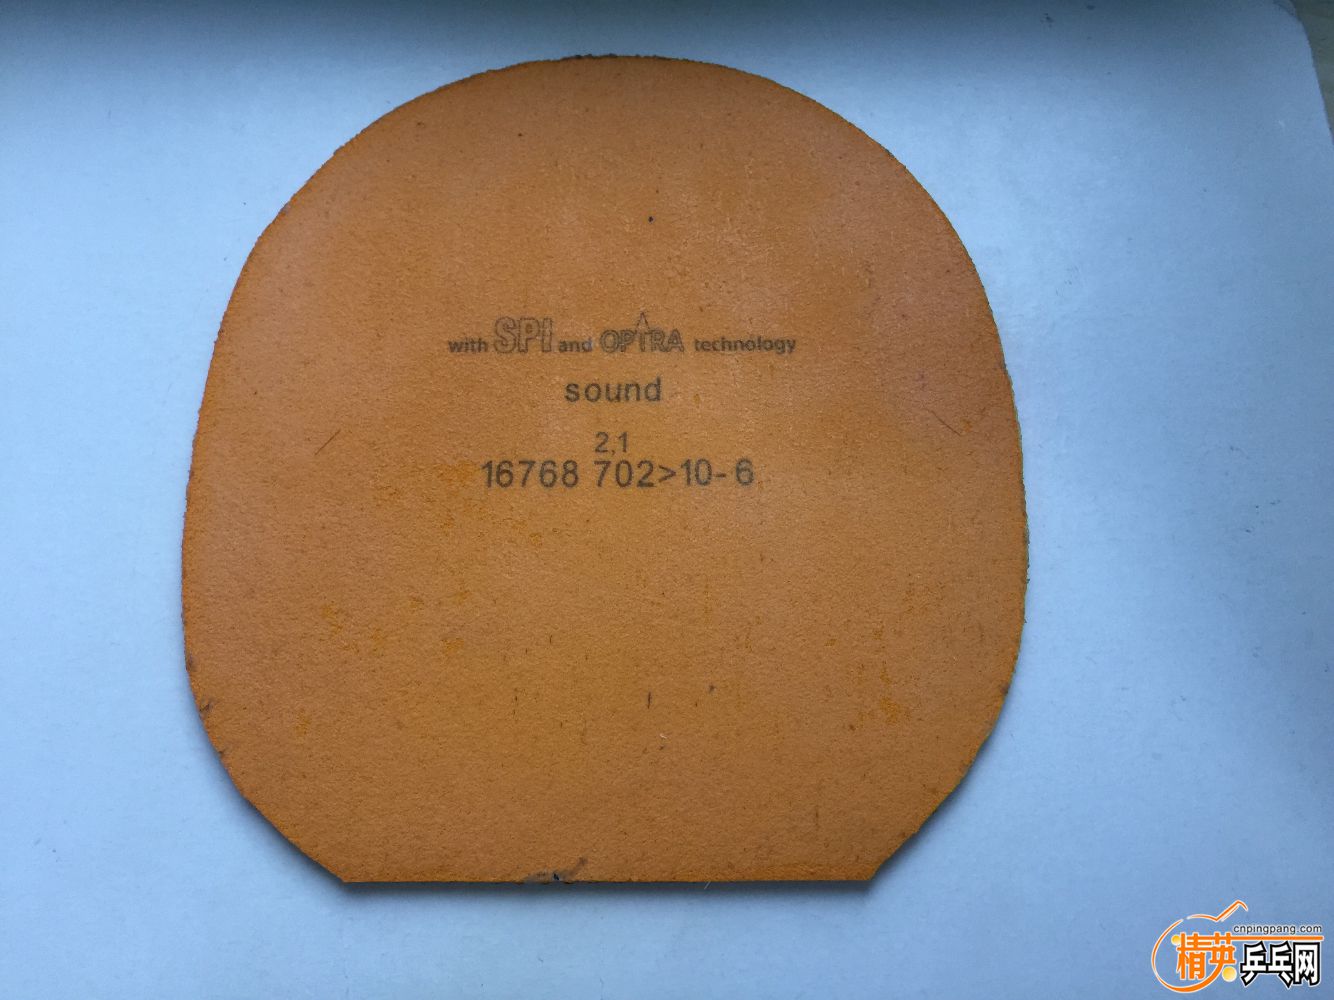 with SPI and OPTRA technology
sound
2,1
16768 702>10-6
cnpingpang.com
精英乒乓网